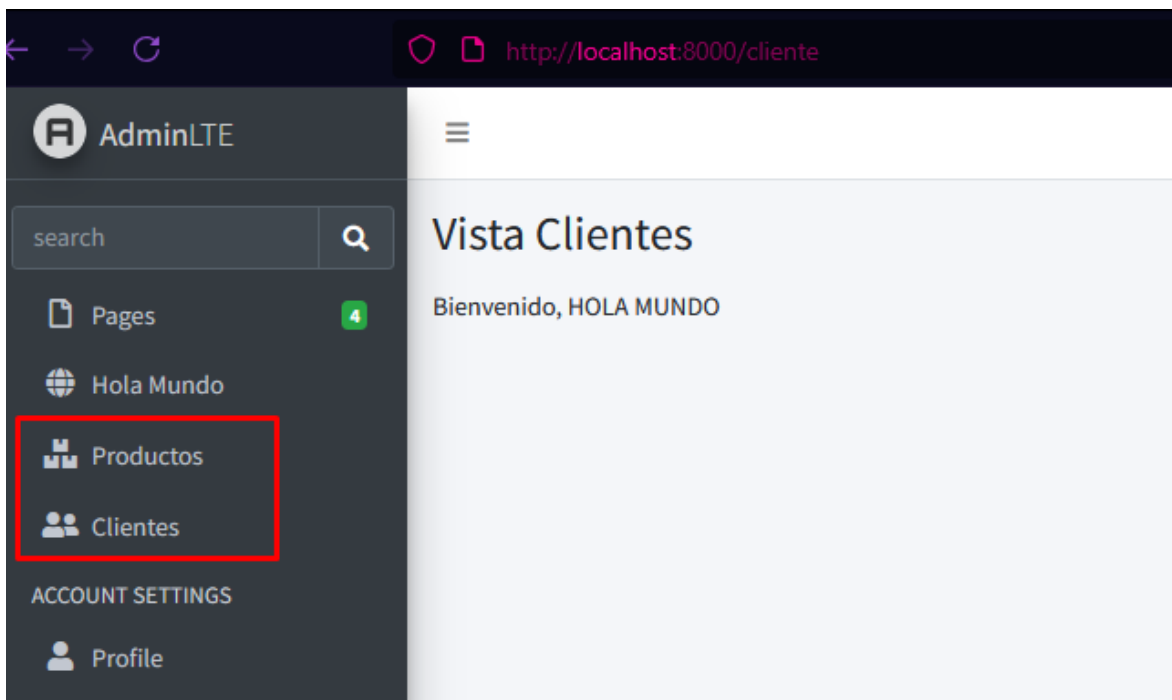 http://localhost:8000/cliente
AdminLTE
search
Vista Clientes
Pages 4
Bienvenido, HOLA MUNDO
Hola Mundo
Productos
Clientes
ACCOUNT SETTINGS
Profile